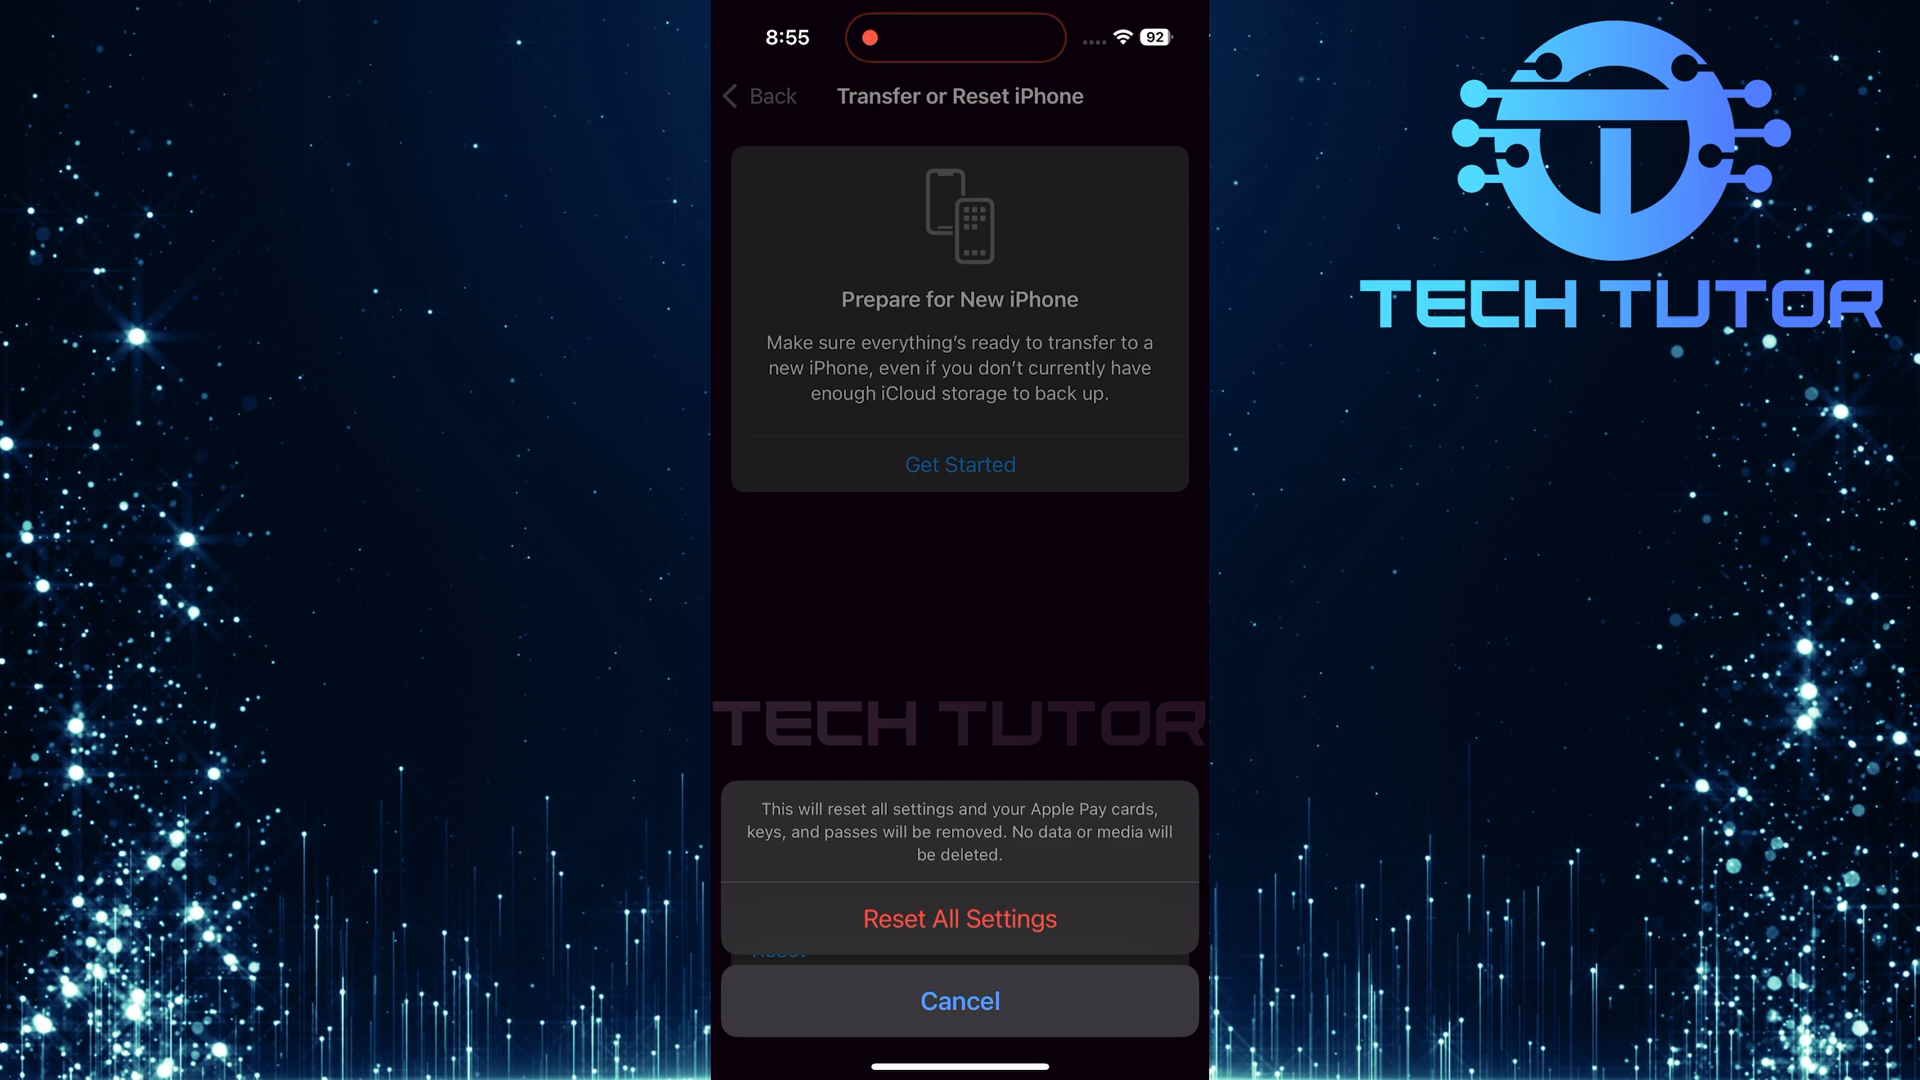 8:55
92
Back
Transfer or Reset iPhone
TECH TUTOR
Prepare for New iPhone
Make sure everything's ready to transfer to a
new iPhone, even if you don't currently have
enough iCloud storage to back up.
Get Started
TECH TUTOR
This will reset all settings and your Apple Pay cards,
keys, and passes will be removed. No data or media will
be deleted.
Reset All Settings
Reset
Cancel